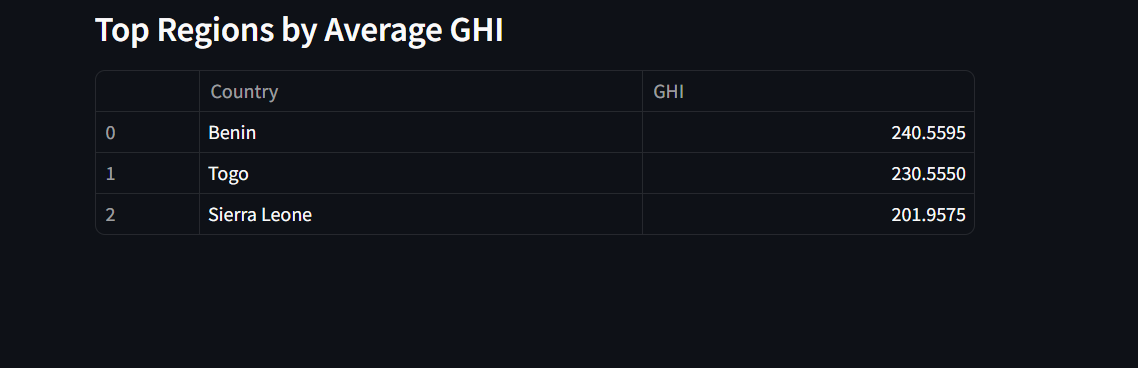 Top Regions by Average GHI
Country GHI
0 Benin 240.5595
1 Togo 230.5550
2 Sierra Leone 201.9575